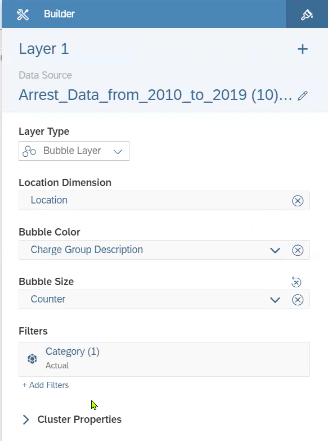 Builder
Layer 1
Data Source
Arrest_Data_from_2010_to_2019 (10)...
Layer Type
Bubble Layer
Location Dimension
Location
Bubble Color
Charge Group Description
Bubble Size
Counter
Filters
Category (1)
Actual
+ Add Filters
Cluster Properties